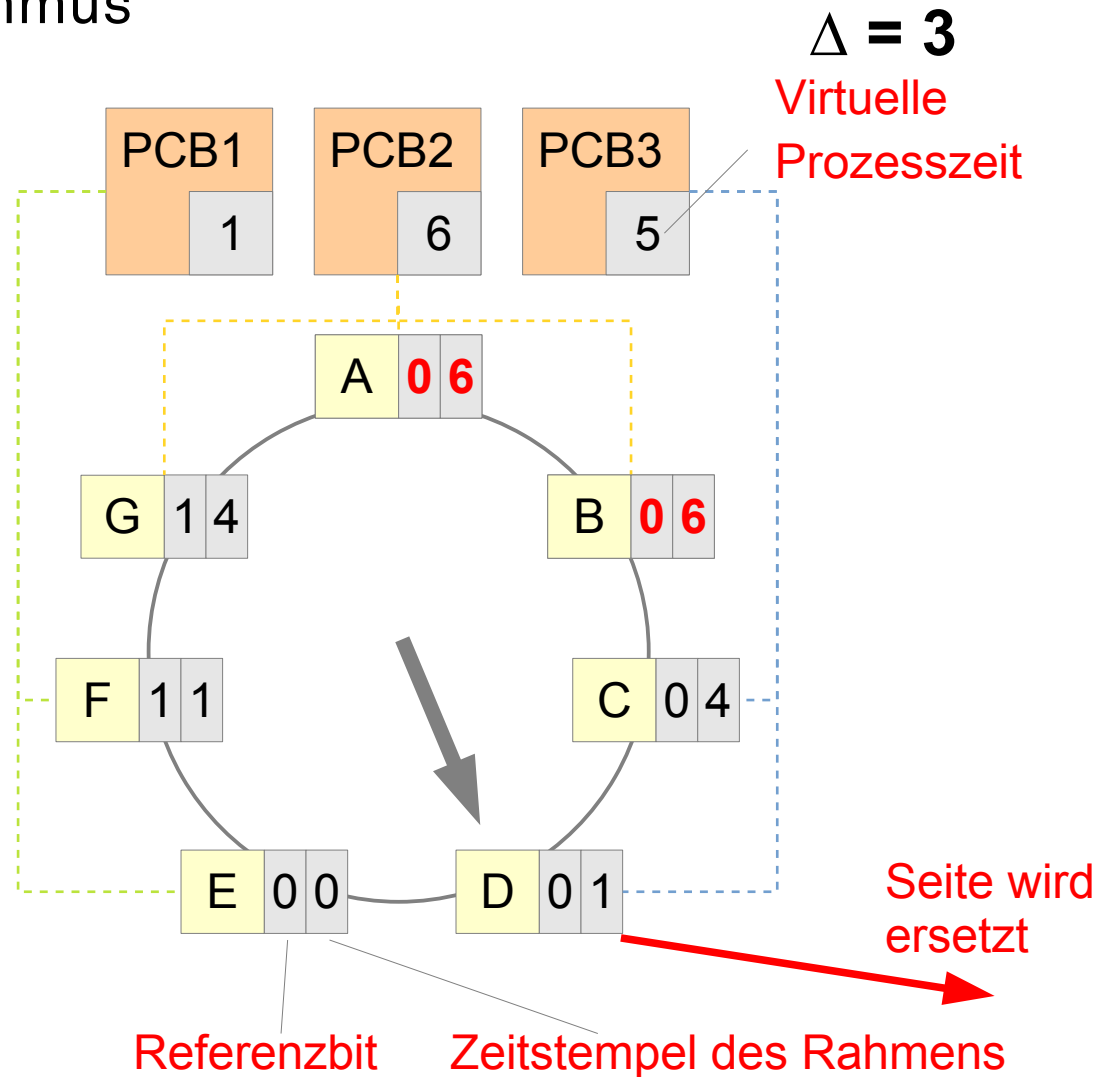 Δ = 3
Virtuelle
Prozesszeit
PCB1
1
PCB2
6
PCB3
5
A 0 6
G 1 4
B 0 6
F 1 1
C 0 4
E 0 0
D 0 1
Seite wird
ersetzt
Referenzbit
Zeitstempel des Rahmens